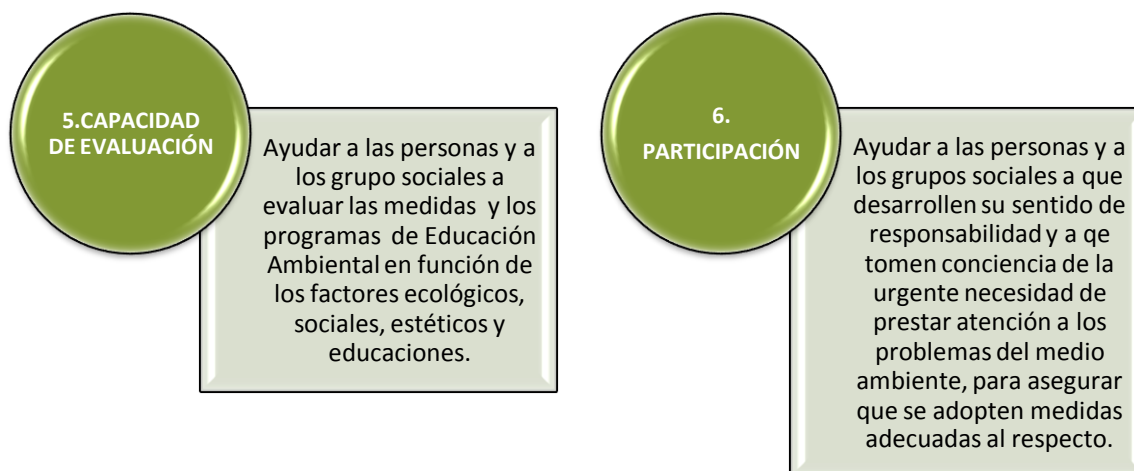 5.CAPACIDAD
DE EVALUACIÓN
Ayudar a las personas y a
los grupo sociales a
evaluar las medidas y los
programas de Educación
Ambiental en función de
los factores ecológicos,
sociales, estéticos y
educaciones.
6.
PARTICIPACIÓN
Ayudar a las personas y a
los grupos sociales a que
desarrollen su sentido de
responsabilidad y a qe
tomen conciencia de la
urgente necesidad de
prestar atención a los
problemas del medio
ambiente, para asegurar
que se adopten medidas
adecuadas al respecto.